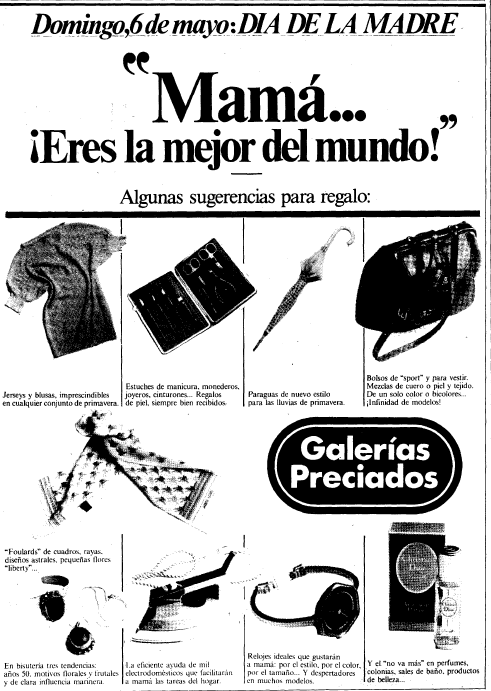 Domingo, 6 de mayo: DIA DE LA MADRE
“Mamá...
¡Eres la mejor del mundo!”
Algunas sugerencias para regalo:
Jerseys y blusas, imprescindibles
en cualquier conjunto de primavera.
Estuches de manicura, monederos,
joyeros, cinturones... Regalos
de piel, siempre bien recibidos.
Paraguas de nuevo estilo
para las lluvias de primavera.
Bolsos de “sport” y para vestir.
Mezclas de cuero o piel y tejido.
De un solo color o bicolores...
¡Infinidad de modelos!
Galerías
Preciados
“Foulards” de cuadros, rayas,
diseños astrales, pequeñas flores
“liberty”...
En bisutería tres tendencias:
años 50, motivos florales y frutales
y de clara influencia marinera.
La eficiente ayuda de mil
electrodomésticos que facilitarán
a mamá las tareas del hogar.
Relojes ideales que gustarán
a mamá: por el estilo, por el color,
por el tamaño... Y despertadores
en muchos modelos.
Y el “no va más” en perfumes,
colonias, sales de baño, productos
de belleza...